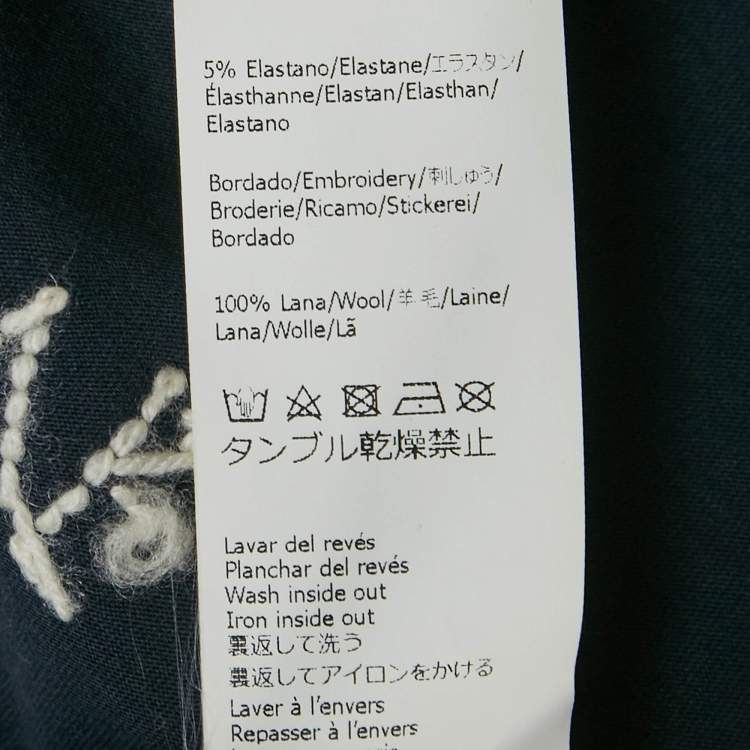 5% Elastano/Elastane/エラスタン/
Élasthanne/Elastan/Elasthan/
Elastano
Bordado/Embroidery/刺しゅう/
Broderie/Ricamo/Stickerei/
Bordado
100% Lana/Wool/羊毛/Laine/
Lana/Wolle/Lã
タンブル乾燥禁止
Lavar del revés
Planchar del revés
Wash inside out
Iron inside out
裏返して洗う
裏返してアイロンをかける
Laver à l'envers
Repasser à l'envers